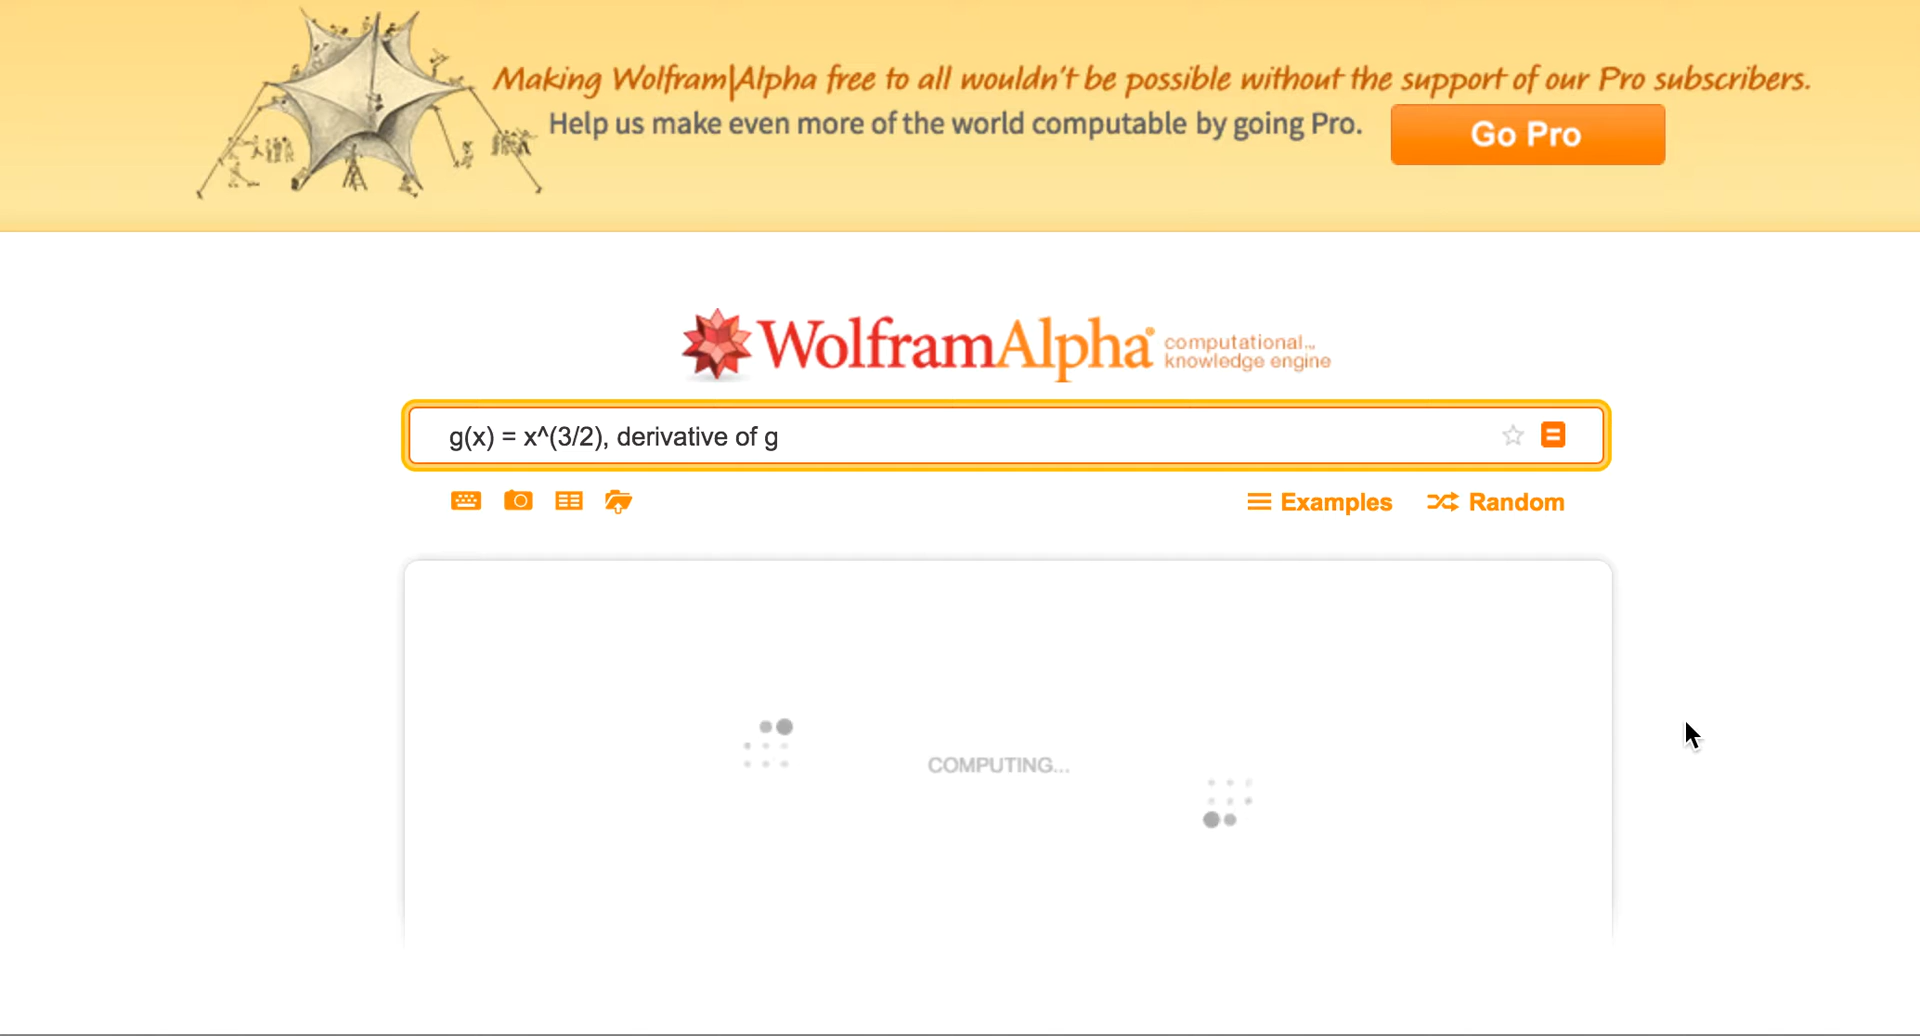 Making Wolfram|Alpha free to all wouldn't be possible without the support of our Pro subscribers.
Help us make even more of the world computable by going Pro.
Go Pro
WolframAlpha computational... knowledge engine
g(x) = x^(3/2), derivative of g
Examples Random
COMPUTING...